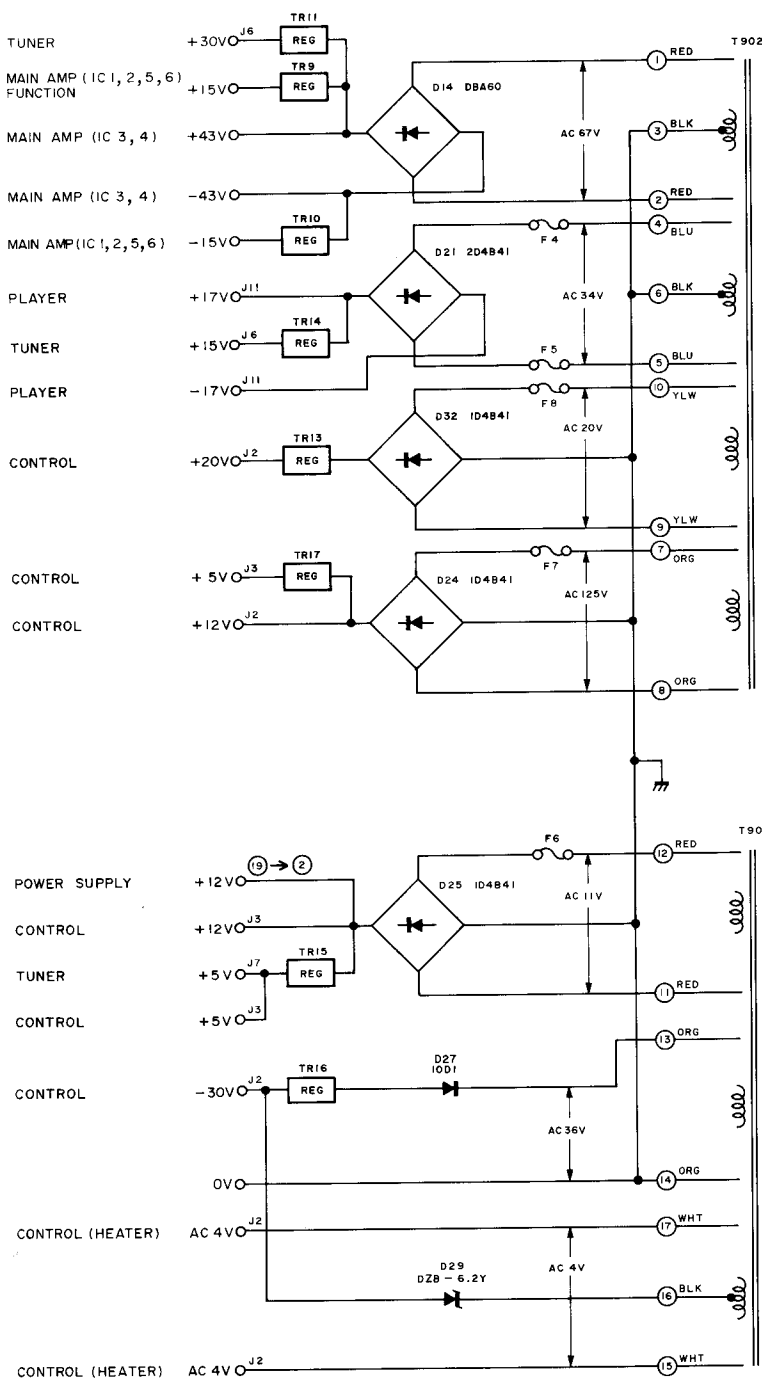 TR11
TUNER +30V J6 REG T902
1 RED
TR9
MAIN AMP (IC 1, 2, 5, 6) +15V REG D14 DBA60
FUNCTION
3 BLK
MAIN AMP (IC 3, 4) +43V AC 67V
MAIN AMP (IC 3, 4) -43V 2 RED
TR10
MAIN AMP (IC 1, 2, 5, 6) -15V REG F4 4 BLU
D21 2D4B41
PLAYER +17V J11 AC 34V 6 BLK
TR14
TUNER +15V J6 REG
F5 5 BLU
PLAYER -17V J11 F8 10 YLW
D32 1D4B41 AC 20V
TR13
CONTROL +20V J2 REG
9 YLW
TR17
CONTROL +5V J3 REG F7 7 ORG
D24 1D4B41 AC 125V
CONTROL +12V J2
8 ORG
T90
F6 12 RED
POWER SUPPLY +12V 19 → 2 D25 1D4B41 AC 11V
CONTROL +12V J3
TR15
TUNER +5V J7 REG
11 RED
CONTROL +5V J3
13 ORG
D27
10D1
TR16
CONTROL -30V J2 REG
AC 36V
0V 14 ORG
CONTROL (HEATER) AC 4V J2 17 WHT
AC 4V
D29
DZB-6.2Y
16 BLK
CONTROL (HEATER) AC 4V J2 15 WHT